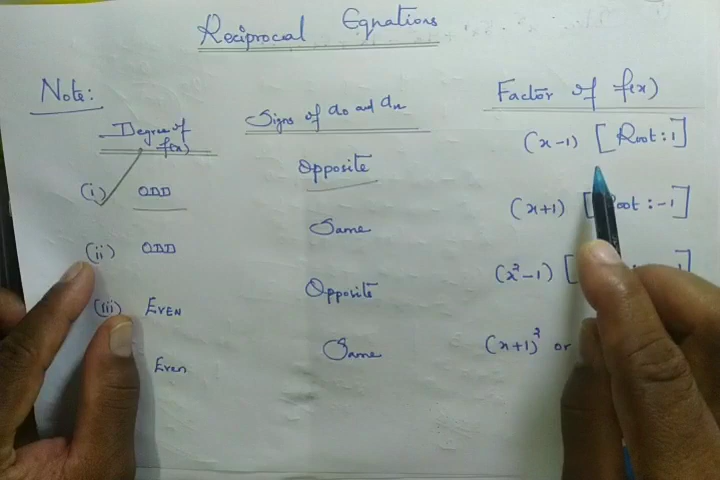 Reciprocal Equations
Note:
Degree of f(x) Signs of a0 and an Factor of f(x)
(i) ODD Opposite (x-1) [Root:1]
(ii) ODD Same (x+1) [Root:-1]
(iii) EVEN Opposite (x²-1) [
Even Same (x+1)² or